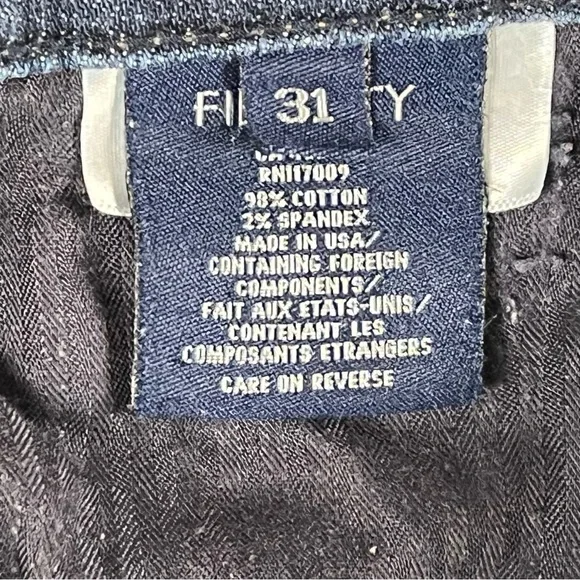 31
RN117009
98% COTTON
2% SPANDEX
MADE IN USA/
CONTAINING FOREIGN
COMPONENTS/
FAIT AUX ETATS-UNIS/
CONTENANT LES
COMPOSANTS ETRANGERS
CARE ON REVERSE